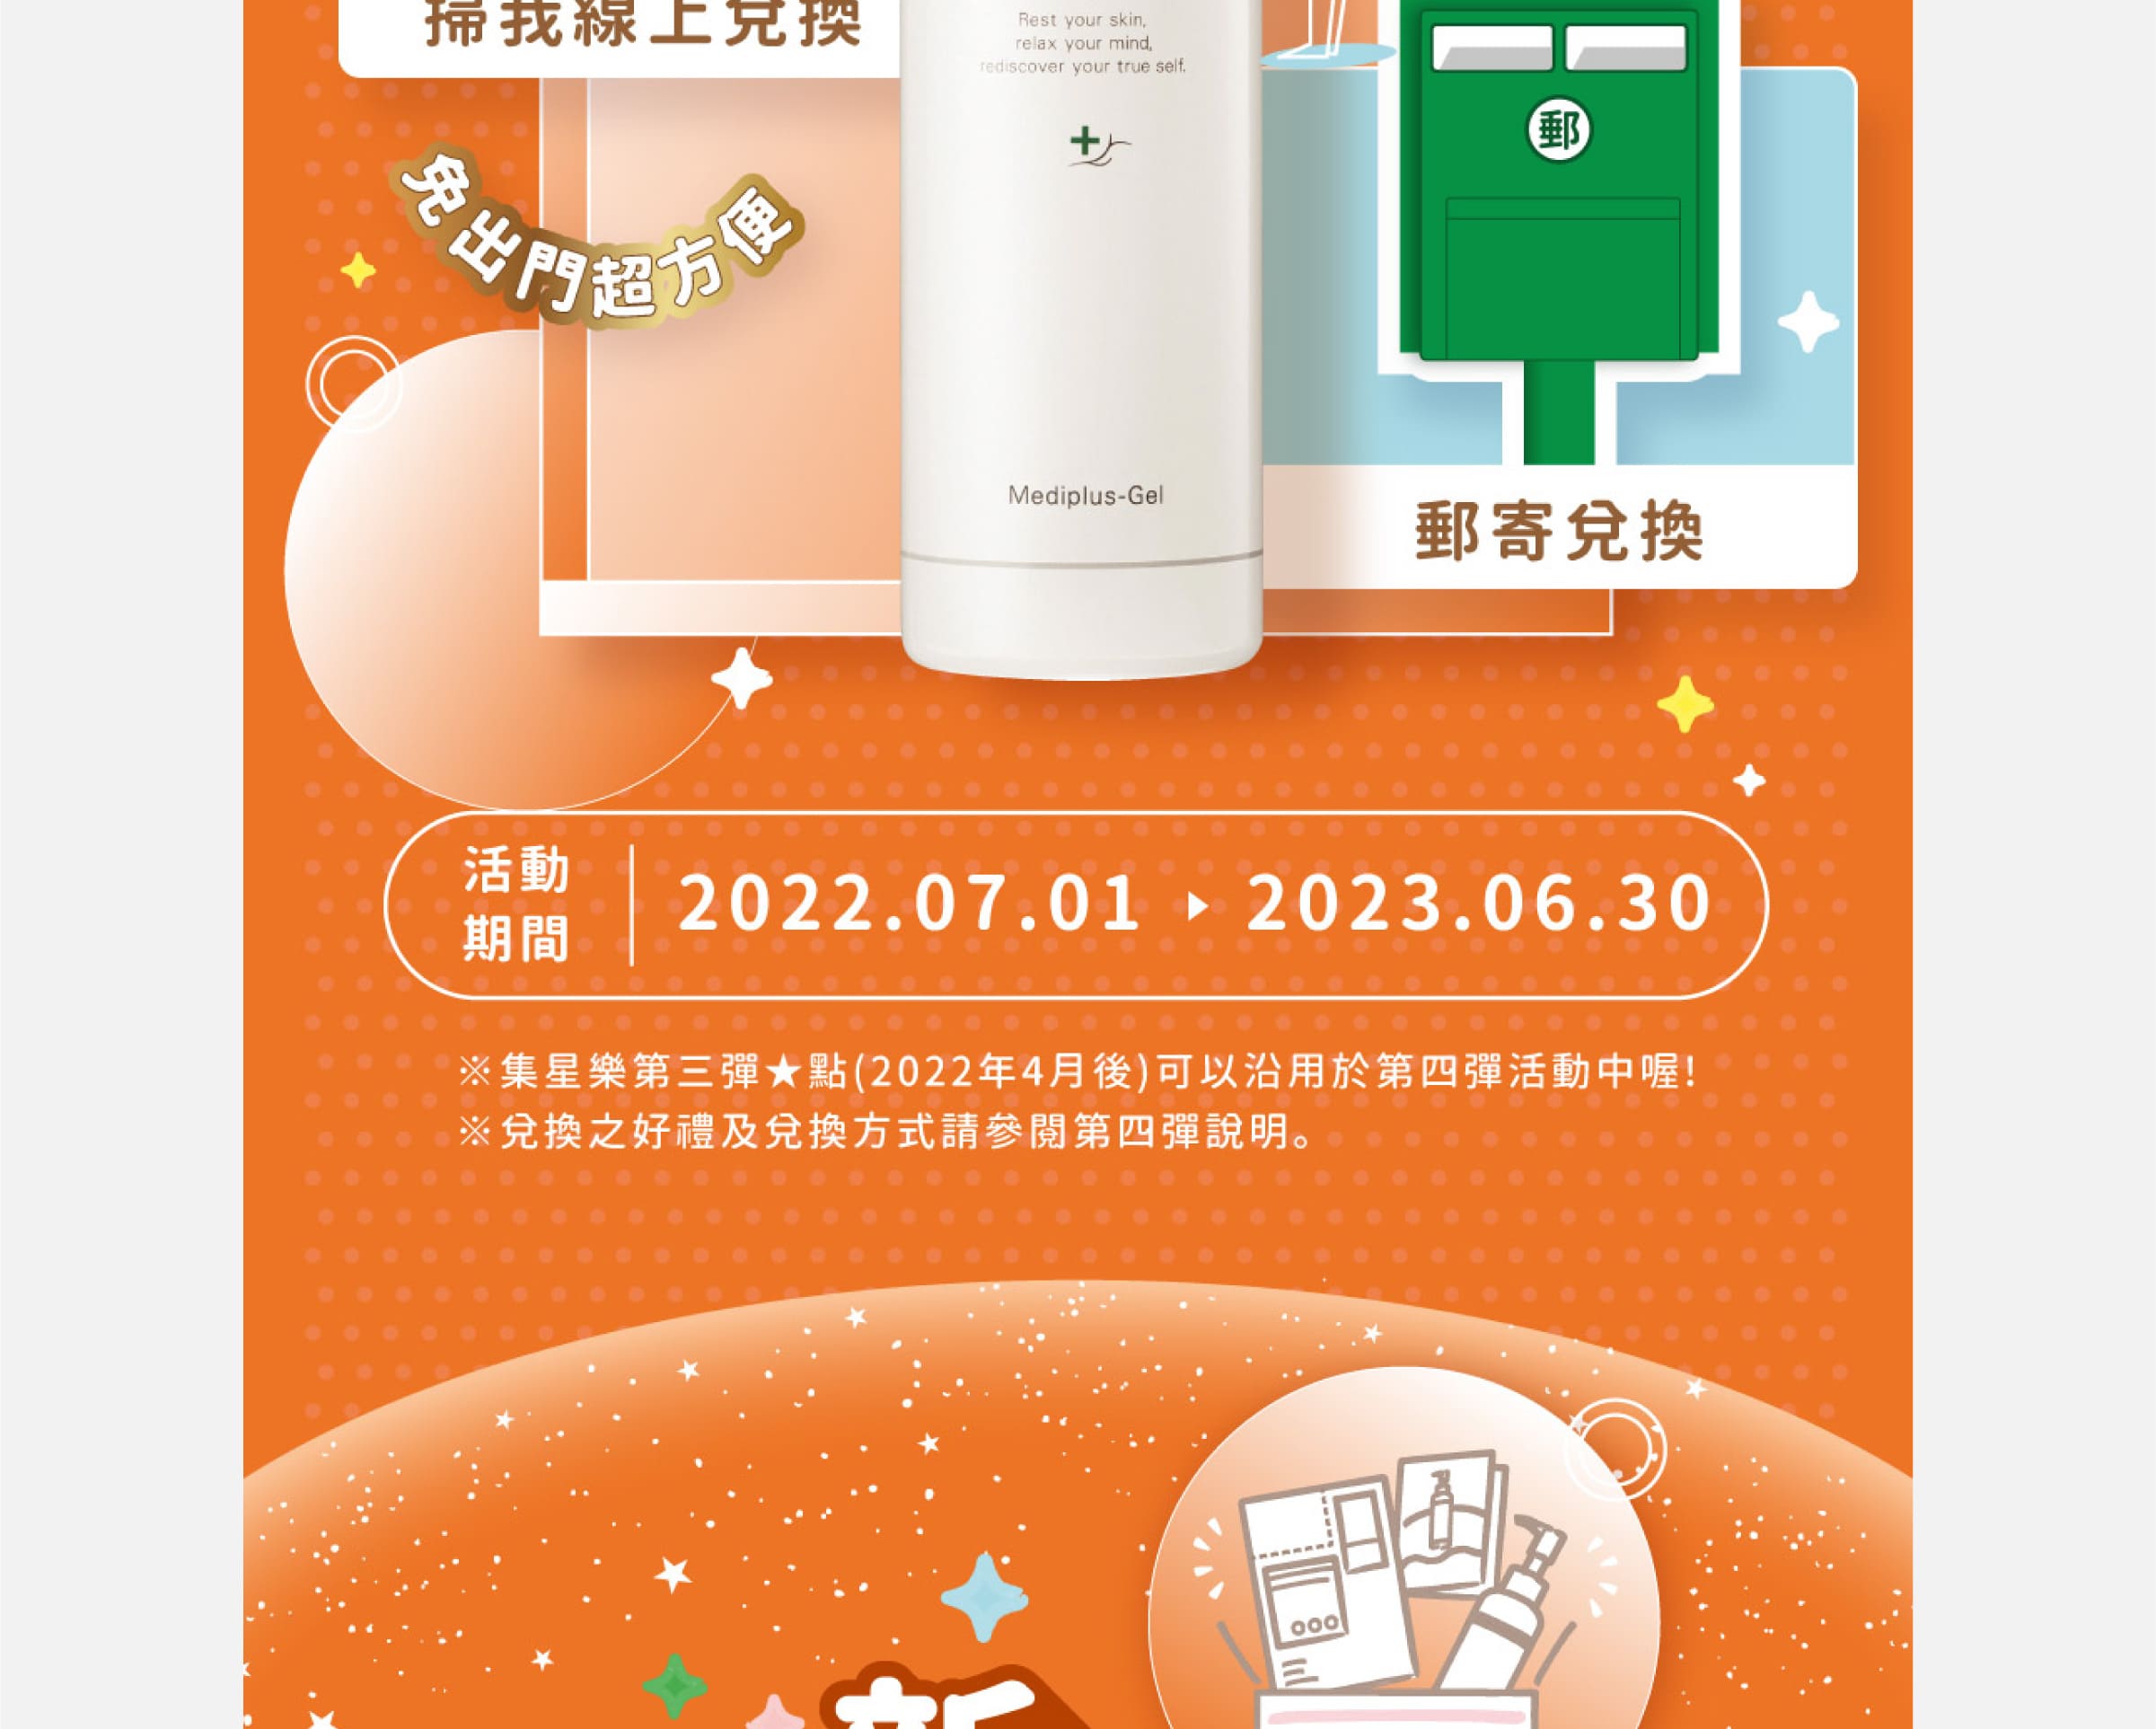 掃我線上兌換
Rest your skin,
relax your mind,
rediscover your true self.
郵
免出門超方便
Mediplus-Gel
郵寄兌換
活動
期間
2022.07.01 ▶ 2023.06.30
※集星樂第三彈★點(2022年4月後)可以沿用於第四彈活動中喔!
※兌換之好禮及兌換方式請參閱第四彈說明。